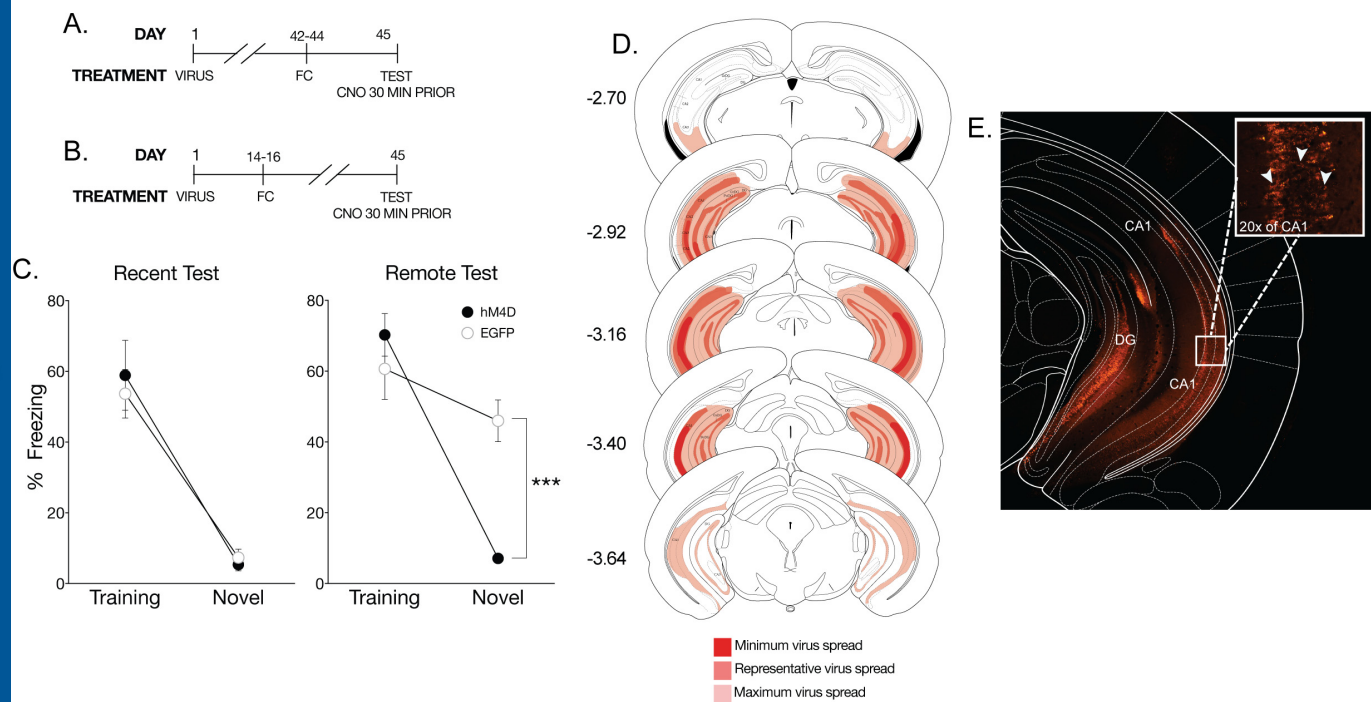 A.
DAY 1 42-44 45
TREATMENT VIRUS FC TEST
CNO 30 MIN PRIOR
B.
DAY 1 14-16 45
TREATMENT VIRUS FC TEST
CNO 30 MIN PRIOR
C.
Recent Test
% Freezing
80
60
40
20
0
Training Novel
Remote Test
80
60
40
20
0
hM4D
EGFP
***
Training Novel
D.
-2.70
-2.92
-3.16
-3.40
-3.64
Minimum virus spread
Representative virus spread
Maximum virus spread
E.
20x of CA1
CA1
DG
CA1